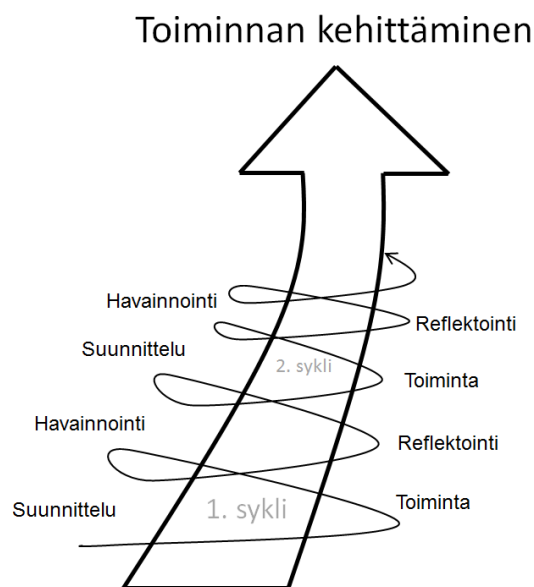 Toiminnan kehittäminen
Havainnointi
Reflektointi
Suunnittelu
2. sykli
Toiminta
Havainnointi
Reflektointi
Suunnittelu
1. sykli
Toiminta